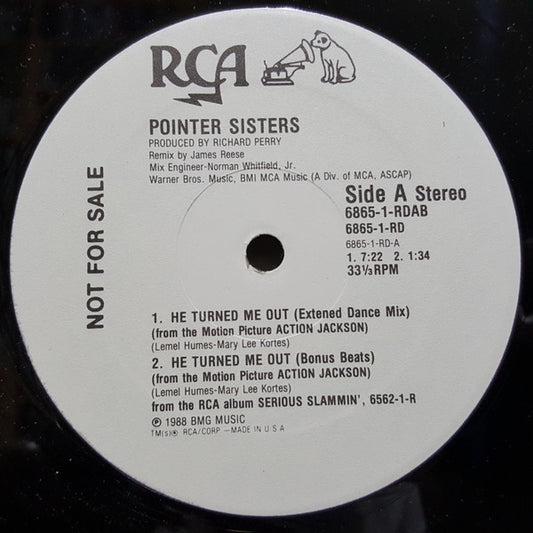 RCA
POINTER SISTERS
PRODUCED BY RICHARD PERRY
Remix by James Reese
Mix Engineer-Norman Whitfield, Jr.
Warner Bros. Music, BMI MCA Music (A Div. of MCA, ASCAP)
NOT FOR SALE
Side A Stereo
6865-1-RDAB
6865-1-RD
6865-1-RD-A
1. 7:22 2. 1:34
33⅓ RPM
1. HE TURNED ME OUT (Extened Dance Mix)
(from the Motion Picture ACTION JACKSON)
(Lemel Humes-Mary Lee Kortes)
2. HE TURNED ME OUT (Bonus Beats)
(from the Motion Picture ACTION JACKSON)
(Lemel Humes-Mary Lee Kortes)
from the RCA album SERIOUS SLAMMIN', 6562-1-R
℗ 1988 BMG MUSIC
TM(s)® RCA/CORP —MADE IN U S A